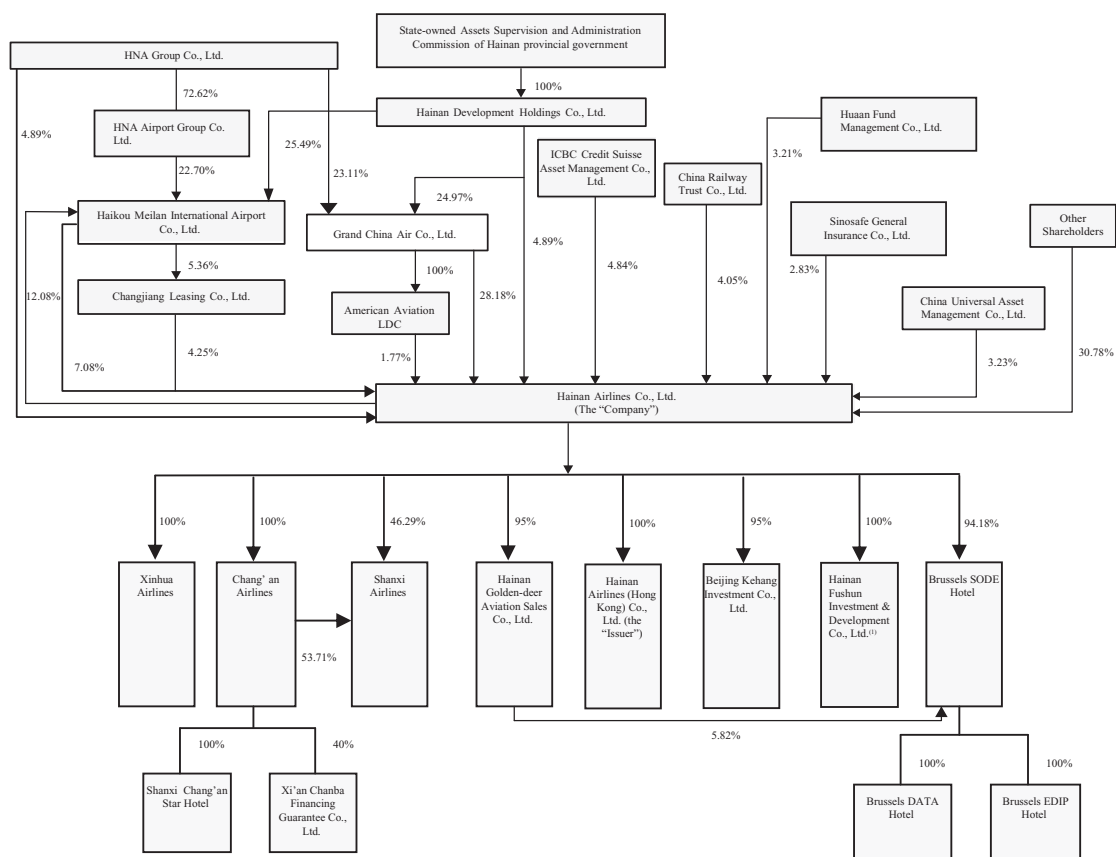 State-owned Assets Supervision and Administration
Commission of Hainan provincial government
HNA Group Co., Ltd.
72.62%
100%
Hainan Development Holdings Co., Ltd.
HNA Airport Group Co.
Ltd.
Huaan Fund
Management Co., Ltd.
4.89%
25.49%
3.21%
ICBC Credit Suisse
Asset Management Co.,
Ltd.
22.70%
23.11%
China Railway
Trust Co., Ltd.
24.97%
Haikou Meilan International Airport
Co., Ltd.
Grand China Air Co., Ltd.
Sinosafe General
Insurance Co., Ltd.
Other
Shareholders
4.89%
5.36%
100%
4.84%
2.83%
4.05%
12.08%
Changjiang Leasing Co., Ltd.
28.18%
American Aviation
LDC
China Universal Asset
Management Co., Ltd.
4.25%
1.77%
7.08%
3.23%
30.78%
Hainan Airlines Co., Ltd.
(The “Company”)
100%
100%
46.29%
95%
100%
95%
100%
94.18%
Xinhua
Airlines
Chang’ an
Airlines
Shanxi
Airlines
Hainan
Golden-deer
Aviation Sales
Co., Ltd.
Hainan
Airlines (Hong
Kong) Co.,
Ltd. (the
“Issuer”)
Beijing Kehang
Investment Co.,
Ltd.
Hainan
Fushun
Investment &
Development
Co., Ltd.(1)
Brussels SODE
Hotel
53.71%
5.82%
100%
40%
100%
100%
Shanxi Chang’an
Star Hotel
Xi’an Chanba
Financing
Guarantee Co.,
Ltd.
Brussels DATA
Hotel
Brussels EDIP
Hotel